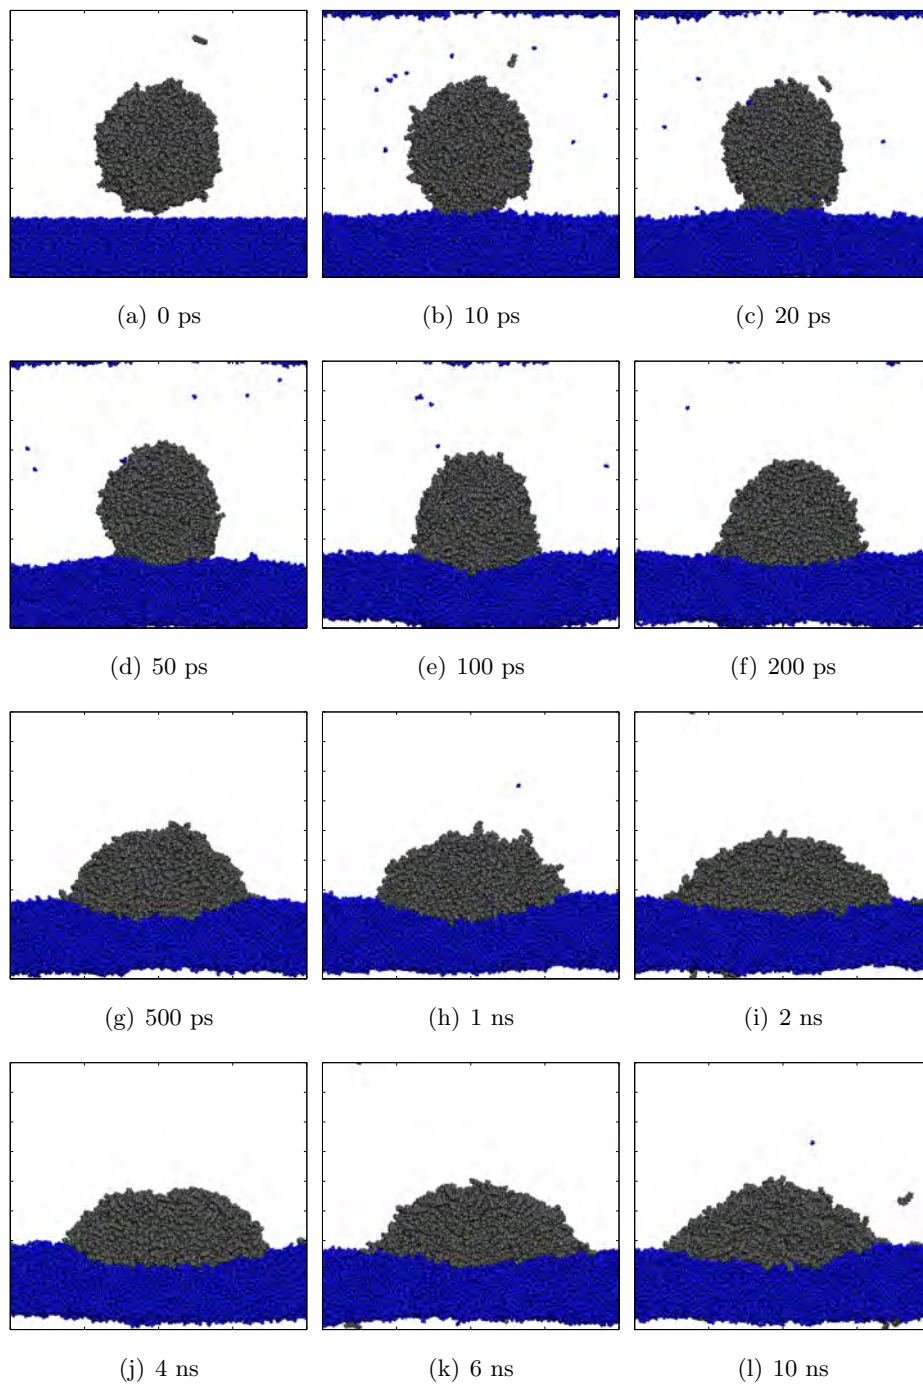 (a) 0 ps
(b) 10 ps
(c) 20 ps
(d) 50 ps
(e) 100 ps
(f) 200 ps
(g) 500 ps
(h) 1 ns
(i) 2 ns
(j) 4 ns
(k) 6 ns
(l) 10 ns